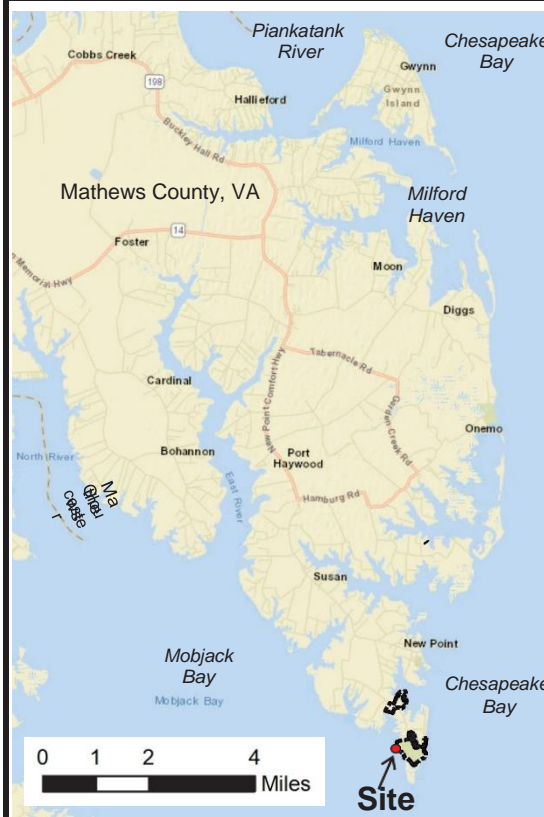 Piankatank
River
Chesapeake
Bay
Cobbs Creek
Gwynn
198
Gwynn
Island
Hallieford
Buckley Hall Rd
Milford Haven
Mathews County, VA
Milford
Haven
14
Foster
Memorial Hwy
Moon
Diggs
Tabernacle Rd
New Point Comfort Hwy
Cardinal
Garden Creek Rd
Onemo
Bohannon
Port
Haywood
North River
East River
Hamburg Rd
Susan
New Point
Mobjack
Bay
Mobjack Bay
Chesapeake
Bay
0 1 2 4
Miles
Site